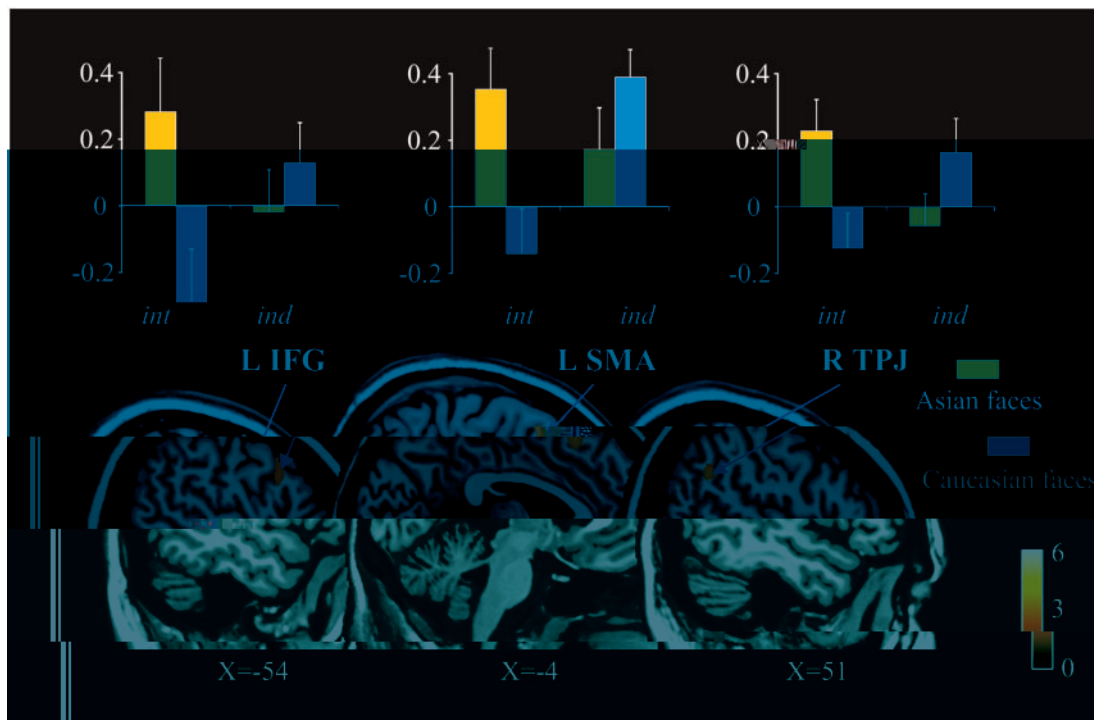 0.4 0.4 0.4
0.2 0.2 0.2
0 0 0
-0.2 -0.2 -0.2
int ind int ind int ind
L IFG L SMA R TPJ
Asian faces
Caucasian faces
6
3
0
X=-54 X=-4 X=51